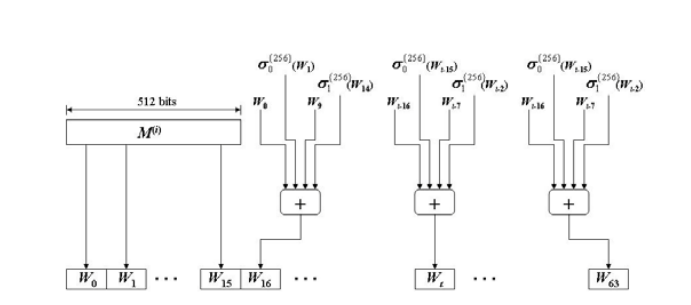 σ₀^{256}(W₁) σ₀^{256}(Wₜ₋₁₅) σ₀^{256}(Wₜ₋₁₅)
σ₁^{256}(W₁₄) σ₁^{256}(Wₜ₋₂) σ₁^{256}(Wₜ₋₂)
512 bits W₀ W₉ Wₜ₋₁₆ Wₜ₋₇ Wₜ₋₁₆ Wₜ₋₇
M⁽ⁱ⁾
+ + +
W₀ W₁ ••• W₁₅ W₁₆ ••• Wₜ ••• W₆₃